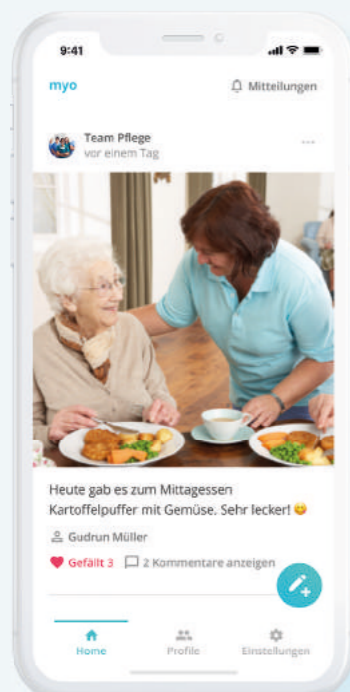 9:41
myo
Mitteilungen
Team Pflege
vor einem Tag
Heute gab es zum Mittagessen
Kartoffelpuffer mit Gemüse. Sehr lecker! 😋
Gudrun Müller
Gefällt 3 2 Kommentare anzeigen
Home Profile Einstellungen